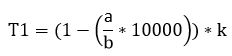 T1 = (1 − (a/b * 10000)) * k